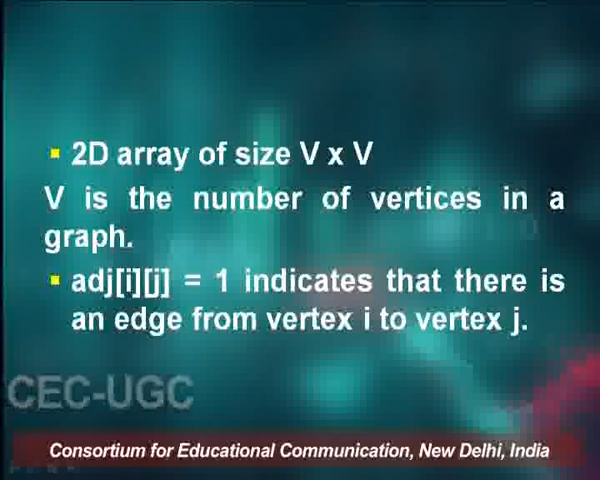 ▪ 2D array of size V x V
V is the number of vertices in a
graph.
▪ adj[i][j] = 1 indicates that there is
an edge from vertex i to vertex j.
CEC-UGC
Consortium for Educational Communication, New Delhi, India